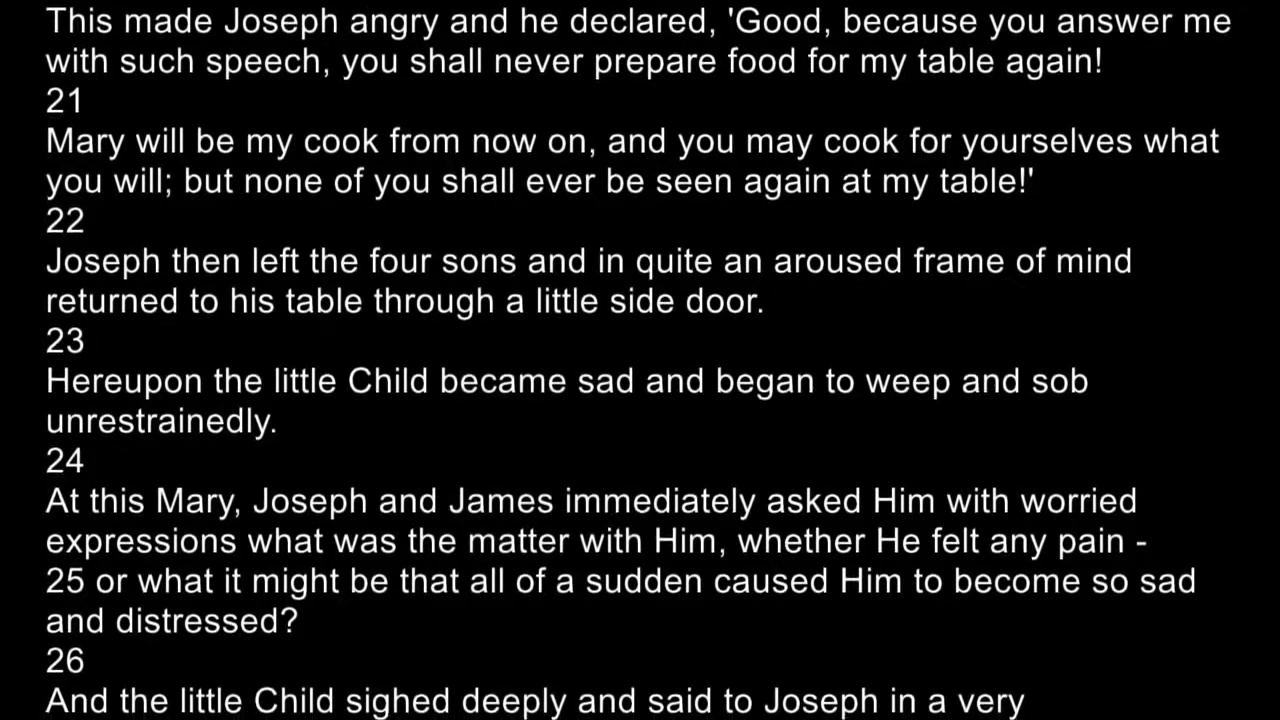 This made Joseph angry and he declared, 'Good, because you answer me
with such speech, you shall never prepare food for my table again!
21
Mary will be my cook from now on, and you may cook for yourselves what
you will; but none of you shall ever be seen again at my table!'
22
Joseph then left the four sons and in quite an aroused frame of mind
returned to his table through a little side door.
23
Hereupon the little Child became sad and began to weep and sob
unrestrainedly.
24
At this Mary, Joseph and James immediately asked Him with worried
expressions what was the matter with Him, whether He felt any pain -
25 or what it might be that all of a sudden caused Him to become so sad
and distressed?
26
And the little Child sighed deeply and said to Joseph in a very